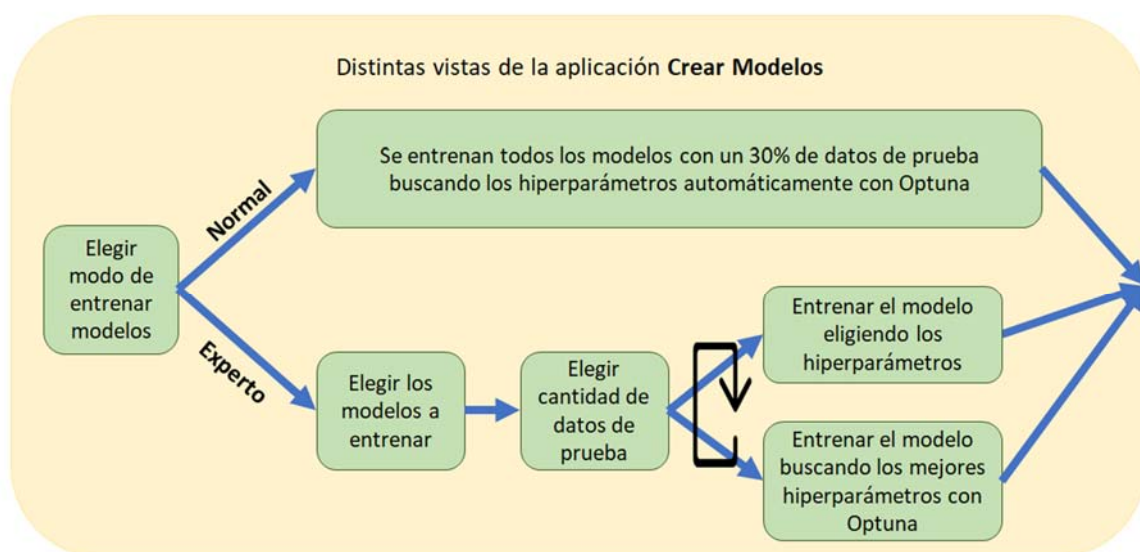 Distintas vistas de la aplicación Crear Modelos
Se entrenan todos los modelos con un 30% de datos de prueba
buscando los hiperparámetros automáticamente con Optuna
Normal
Elegir
modo de
entrenar
modelos
Experto
Elegir los
modelos a
entrenar
Elegir
cantidad de
datos de
prueba
Entrenar el modelo
eligiendo los
hiperparámetros
Entrenar el modelo
buscando los mejores
hiperparámetros con
Optuna